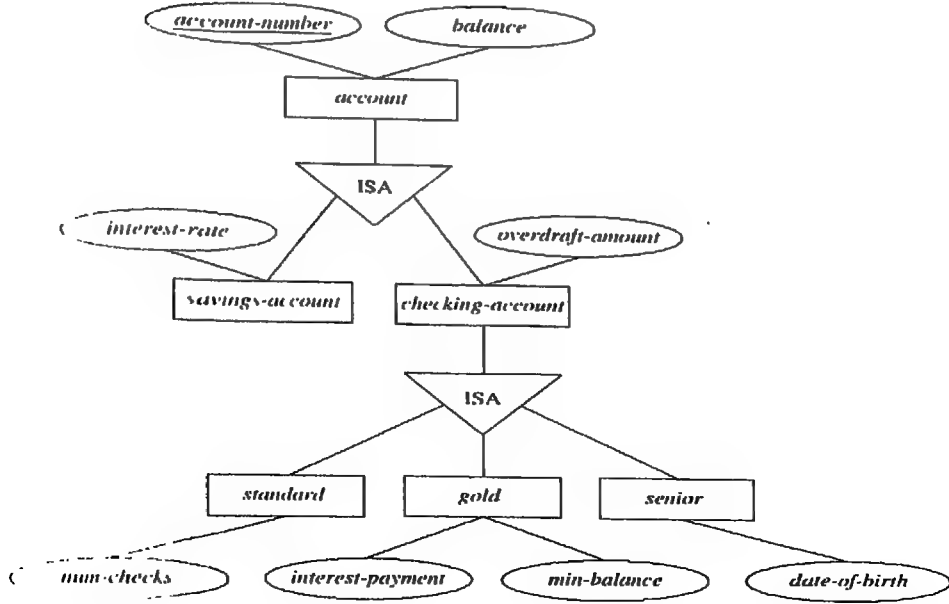 account-number balance
account
ISA
interest-rate overdraft-amount
savings-account checking-account
ISA
standard gold senior
num-checks interest-payment min-balance date-of-birth